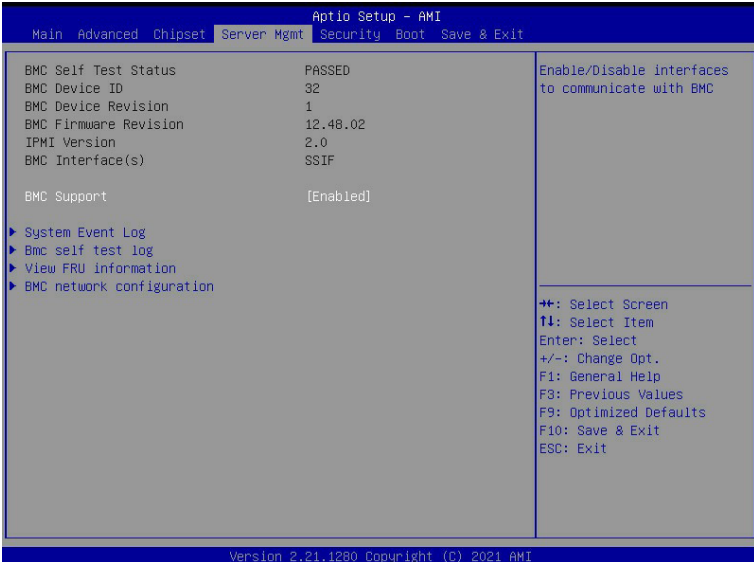 Aptio Setup - AMI
Main Advanced Chipset Server Mgmt Security Boot Save & Exit
BMC Self Test Status PASSED
BMC Device ID 32
BMC Device Revision 1
BMC Firmware Revision 12.48.02
IPMI Version 2.0
BMC Interface(s) SSIF
BMC Support [Enabled]
System Event Log
Bmc self test log
View FRU information
BMC network configuration
Enable/Disable interfaces
to communicate with BMC
→←: Select Screen
↑↓: Select Item
Enter: Select
+/-: Change Opt.
F1: General Help
F3: Previous Values
F9: Optimized Defaults
F10: Save & Exit
ESC: Exit
Version 2.21.1280 Copyright (C) 2021 AMI